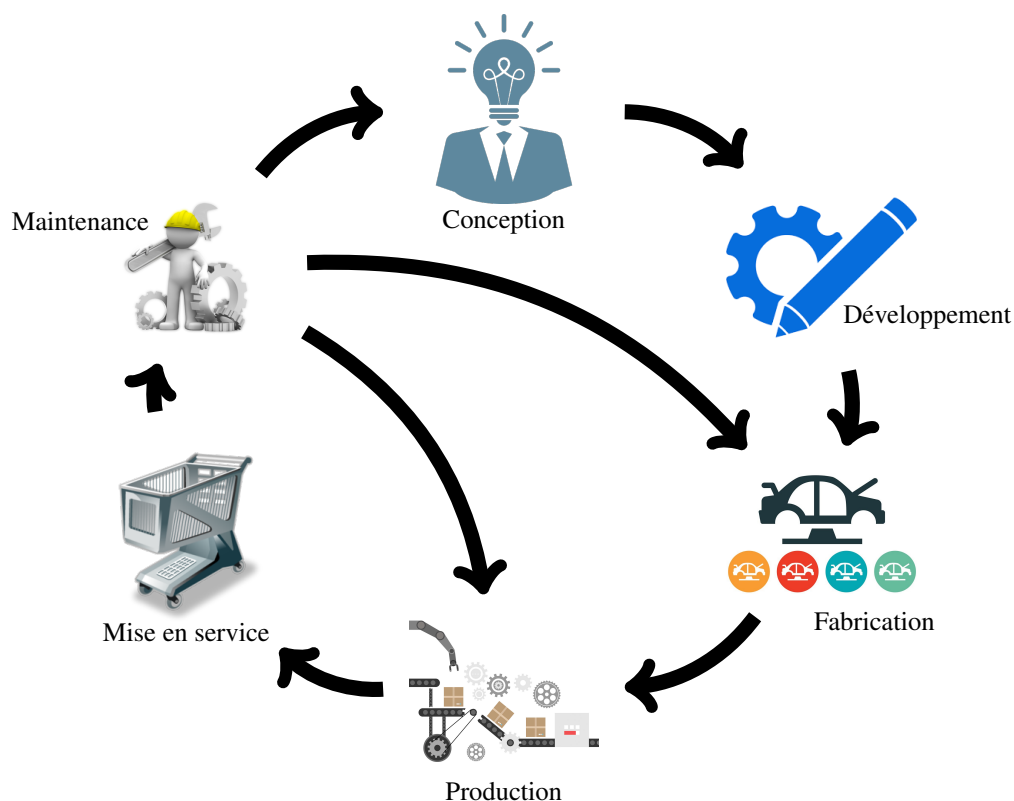 Conception
Maintenance
Développement
Fabrication
Mise en service
Production